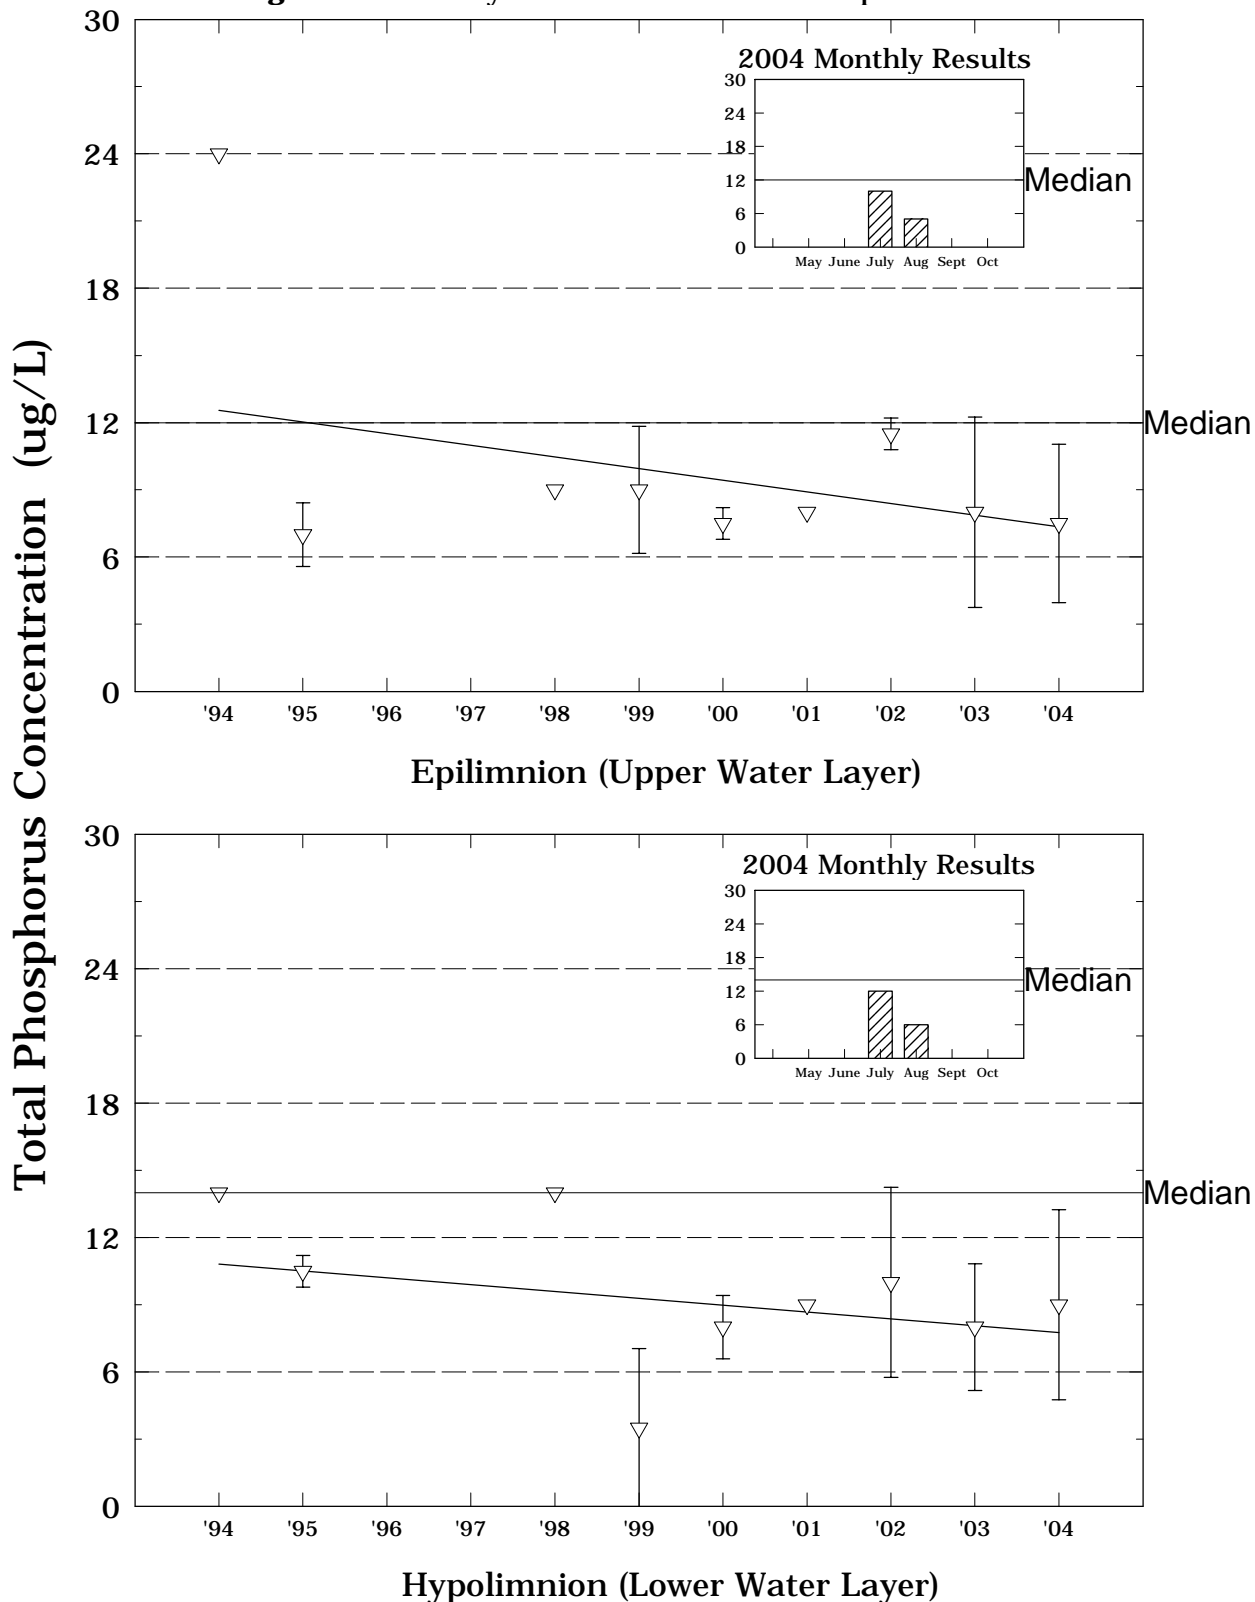 Total Phosphorus Concentration (ug/L)
30
24
18
12
6
0
2004 Monthly Results
30
24
18
12
6
0
Median
May June July Aug Sept Oct
Median
'94 '95 '96 '97 '98 '99 '00 '01 '02 '03 '04
Epilimnion (Upper Water Layer)
30
24
18
12
6
0
2004 Monthly Results
30
24
18
12
6
0
Median
May June July Aug Sept Oct
Median
'94 '95 '96 '97 '98 '99 '00 '01 '02 '03 '04
Hypolimnion (Lower Water Layer)